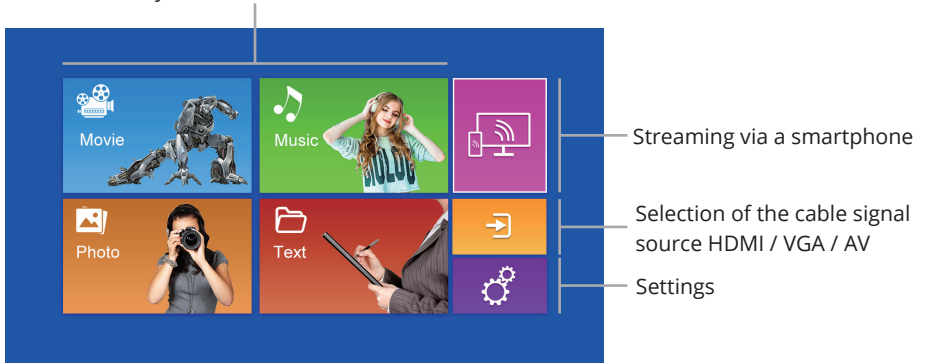 Movie
Music
Streaming via a smartphone
Photo
Text
Selection of the cable signal
source HDMI / VGA / AV
Settings